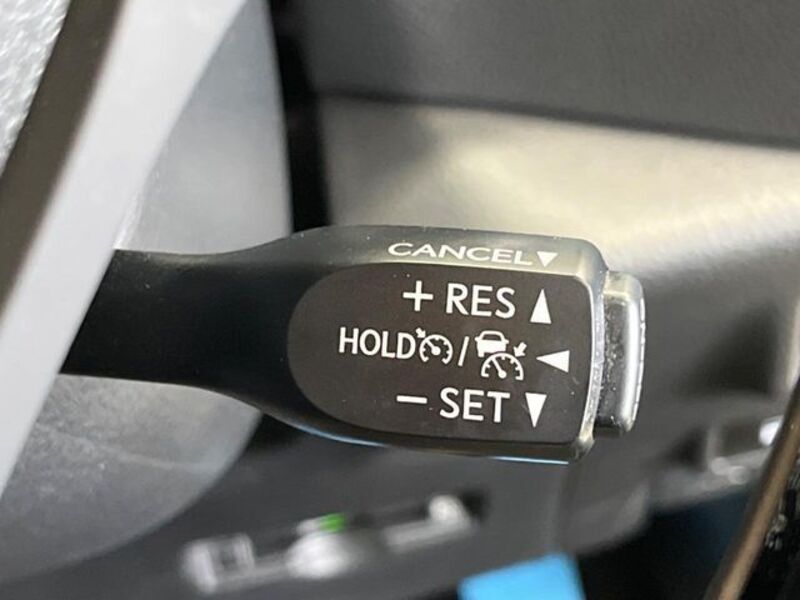 CANCEL▼
+ RES ▲
HOLD / ◀
− SET ▼